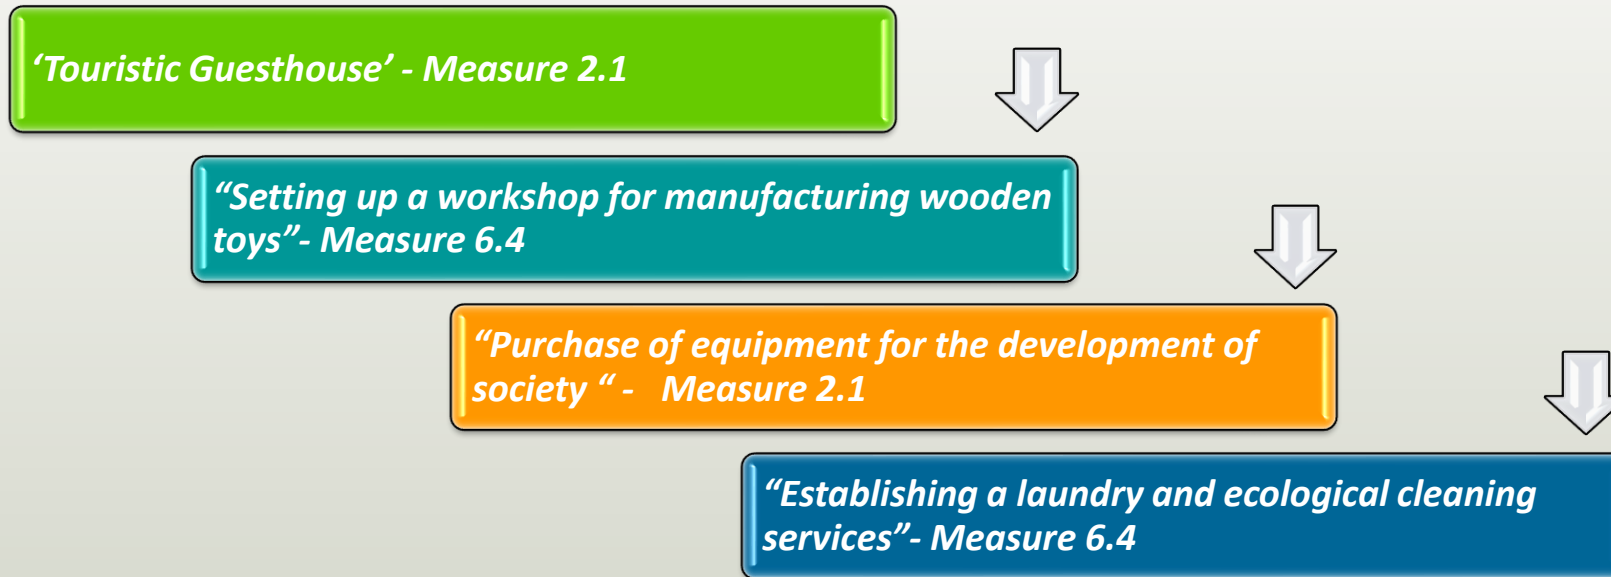 ‘Touristic Guesthouse’ - Measure 2.1
“Setting up a workshop for manufacturing wooden
toys”- Measure 6.4
“Purchase of equipment for the development of
society “ - Measure 2.1
“Establishing a laundry and ecological cleaning
services”- Measure 6.4